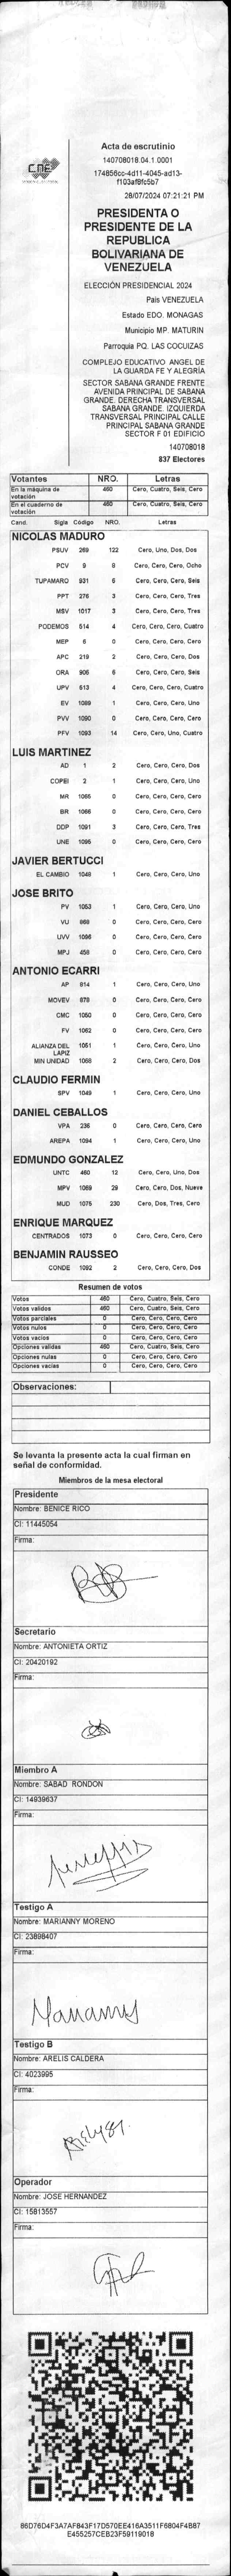 CNE
Acta de escrutinio
140708018.04.1.0001
174856cc-4d11-4045-ad13-
f103af8fc5b7
28/07/2024 07:21:21 PM
PRESIDENTA O
PRESIDENTE DE LA
REPUBLICA
BOLIVARIANA DE
VENEZUELA
ELECCIÓN PRESIDENCIAL 2024
País VENEZUELA
Estado EDO. MONAGAS
Municipio MP. MATURIN
Parroquia PQ. LAS COCUIZAS
COMPLEJO EDUCATIVO ANGEL DE
LA GUARDA FE Y ALEGRÍA
SECTOR SABANA GRANDE FRENTE
AVENIDA PRINCIPAL DE SABANA
GRANDE. DERECHA TRANSVERSAL
SABANA GRANDE. IZQUIERDA
TRANSVERSAL PRINCIPAL CALLE
PRINCIPAL SABANA GRANDE
SECTOR F 01 EDIFICIO
140708018
837 Electores
Votantes NRO. Letras
En la máquina de votación 460 Cero, Cuatro, Seis, Cero
En el cuaderno de votación 460 Cero, Cuatro, Seis, Cero
Cand. Sigla Código NRO. Letras
NICOLAS MADURO
PSUV 269 122 Cero, Uno, Dos, Dos
PCV 9 8 Cero, Cero, Cero, Ocho
TUPAMARO 931 6 Cero, Cero, Cero, Seis
PPT 276 3 Cero, Cero, Cero, Tres
MSV 1017 3 Cero, Cero, Cero, Tres
PODEMOS 514 4 Cero, Cero, Cero, Cuatro
MEP 6 0 Cero, Cero, Cero, Cero
APC 219 2 Cero, Cero, Cero, Dos
ORA 906 6 Cero, Cero, Cero, Seis
UPV 613 4 Cero, Cero, Cero, Cuatro
EV 1089 1 Cero, Cero, Cero, Uno
PVV 1090 0 Cero, Cero, Cero, Cero
PFV 1093 14 Cero, Cero, Uno, Cuatro
LUIS MARTINEZ
AD 1 2 Cero, Cero, Cero, Dos
COPEI 2 1 Cero, Cero, Cero, Uno
MR 1065 0 Cero, Cero, Cero, Cero
BR 1066 0 Cero, Cero, Cero, Cero
DDP 1091 3 Cero, Cero, Cero, Tres
UNE 1095 0 Cero, Cero, Cero, Cero
JAVIER BERTUCCI
EL CAMBIO 1048 1 Cero, Cero, Cero, Uno
JOSE BRITO
PV 1053 1 Cero, Cero, Cero, Uno
VU 868 0 Cero, Cero, Cero, Cero
UVV 1096 0 Cero, Cero, Cero, Cero
MPJ 458 0 Cero, Cero, Cero, Cero
ANTONIO ECARRI
AP 814 1 Cero, Cero, Cero, Uno
MOVEV 878 0 Cero, Cero, Cero, Cero
CMC 1050 0 Cero, Cero, Cero, Cero
FV 1062 0 Cero, Cero, Cero, Cero
ALIANZA DEL LAPIZ 1051 1 Cero, Cero, Cero, Uno
MIN UNIDAD 1068 2 Cero, Cero, Cero, Dos
CLAUDIO FERMIN
SPV 1049 1 Cero, Cero, Cero, Uno
DANIEL CEBALLOS
VPA 236 0 Cero, Cero, Cero, Cero
AREPA 1094 1 Cero, Cero, Cero, Uno
EDMUNDO GONZALEZ
UNTC 460 12 Cero, Cero, Uno, Dos
MPV 1069 29 Cero, Cero, Dos, Nueve
MUD 1075 230 Cero, Dos, Tres, Cero
ENRIQUE MARQUEZ
CENTRADOS 1073 0 Cero, Cero, Cero, Cero
BENJAMIN RAUSSEO
CONDE 1092 2 Cero, Cero, Cero, Dos
Resumen de votos
Votos 460 Cero, Cuatro, Seis, Cero
Votos validos 460 Cero, Cuatro, Seis, Cero
Votos parciales 0 Cero, Cero, Cero, Cero
Votos nulos 0 Cero, Cero, Cero, Cero
Votos vacios 0 Cero, Cero, Cero, Cero
Opciones validas 460 Cero, Cuatro, Seis, Cero
Opciones nulas 0 Cero, Cero, Cero, Cero
Opciones vacias 0 Cero, Cero, Cero, Cero
Observaciones:
Se levanta la presente acta la cual firman en
señal de conformidad.
Miembros de la mesa electoral
Presidente
Nombre: BENICE RICO
CI: 11445054
Firma:
Secretario
Nombre: ANTONIETA ORTIZ
CI: 20420192
Firma:
Miembro A
Nombre: SABAD RONDON
CI: 14939637
Firma:
Testigo A
Nombre: MARIANNY MORENO
CI: 23898407
Firma:
Testigo B
Nombre: ARELIS CALDERA
CI: 4023995
Firma:
Operador
Nombre: JOSE HERNANDEZ
CI: 15813557
Firma:
86D76D4F3A7AF843F17D570EE416A3511F6804F4B87
E455257CEB23F59119018